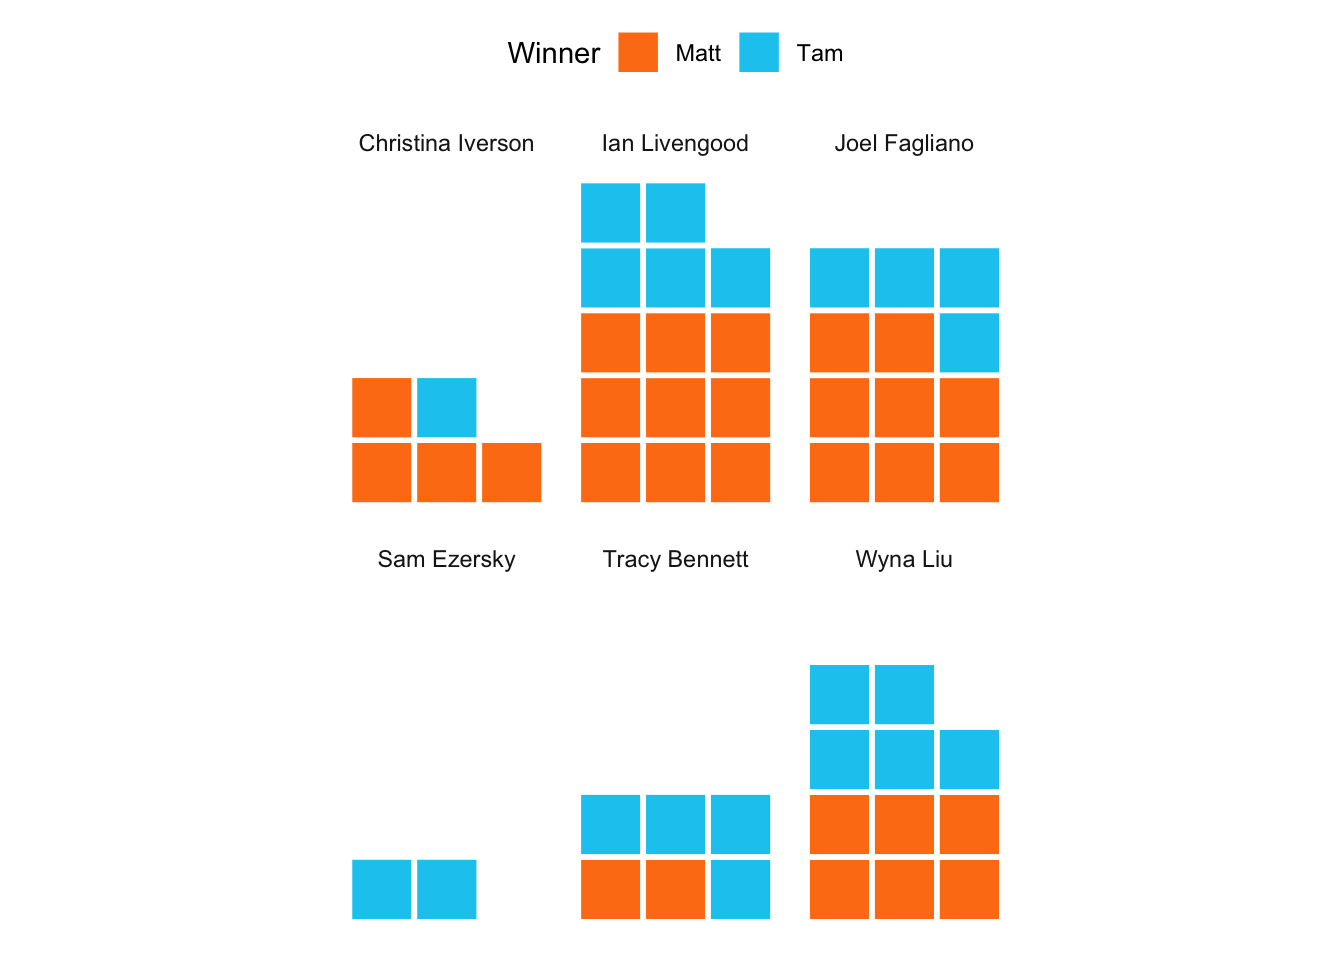 Winner Matt Tam
Christina Iverson Ian Livengood Joel Fagliano
Sam Ezersky Tracy Bennett Wyna Liu